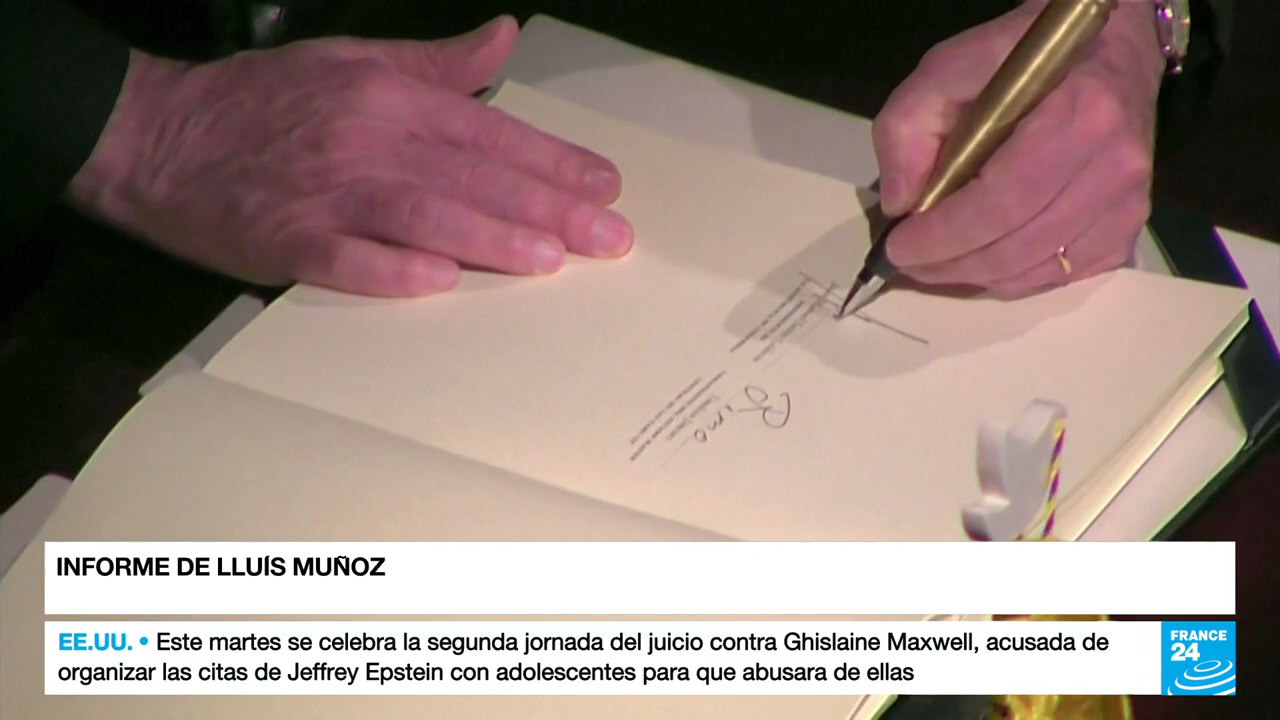 INFORME DE LLUÍS MUÑOZ
EE.UU. • Este martes se celebra la segunda jornada del juicio contra Ghislaine Maxwell, acusada de
organizar las citas de Jeffrey Epstein con adolescentes para que abusara de ellas
FRANCE
24